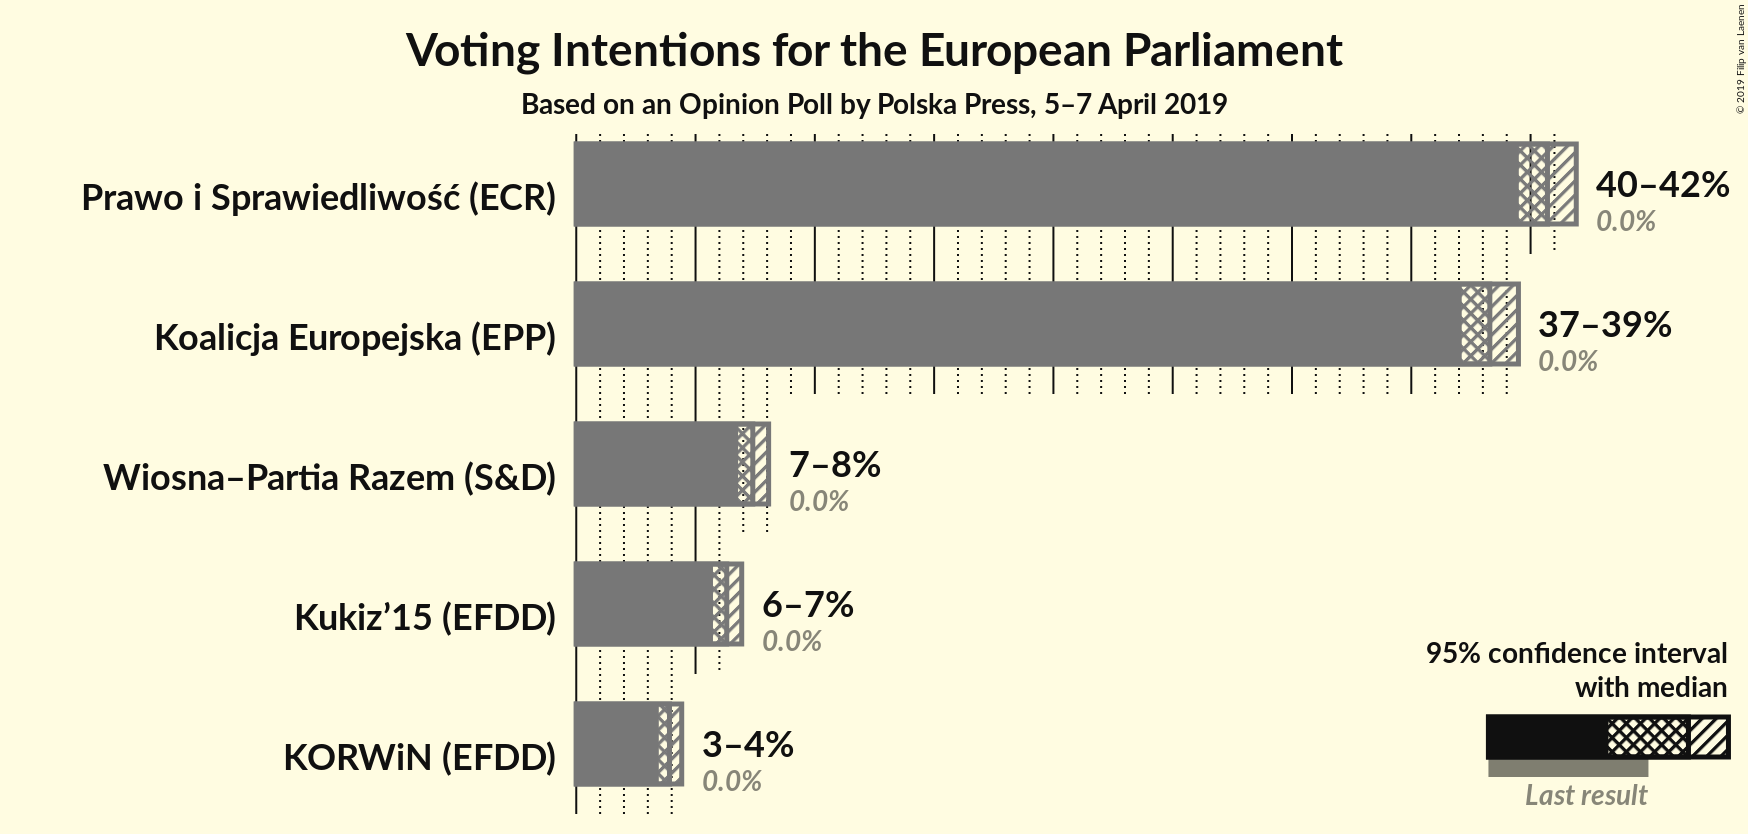 Voting Intentions for the European Parliament
Based on an Opinion Poll by Polska Press, 5–7 April 2019
© 2019 Filip van Laenen
Prawo i Sprawiedliwość (ECR)
40–42%
0.0%
Koalicja Europejska (EPP)
37–39%
0.0%
Wiosna–Partia Razem (S&D)
7–8%
0.0%
Kukiz’15 (EFDD)
6–7%
0.0%
KORWiN (EFDD)
3–4%
0.0%
95% confidence interval
with median
Last result